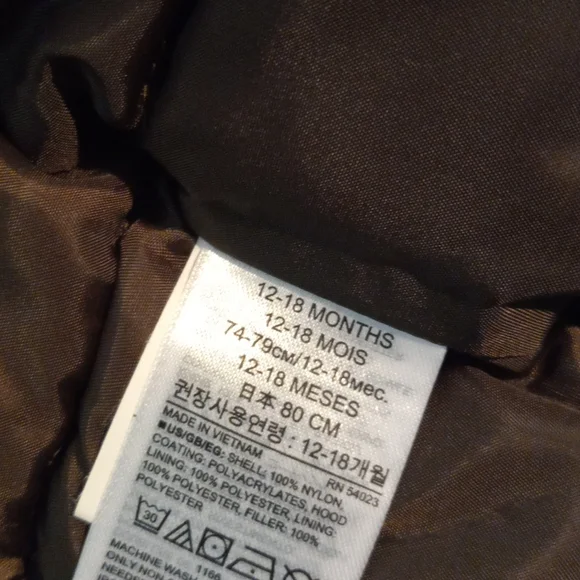 12-18 MONTHS
12-18 MOIS
74-79см/12-18мес.
12-18 MESES
日本 80 CM
권장사용연령 : 12-18개월
MADE IN VIETNAM
RN 54023
■US/GB/EG: SHELL: 100% NYLON,
COATING: POLYACRYLATES, HOOD
LINING: 100% POLYESTER, LINING:
100% POLYESTER, FILLER: 100%
POLYESTER
30
1166
MACHINE WASH
ONLY NON